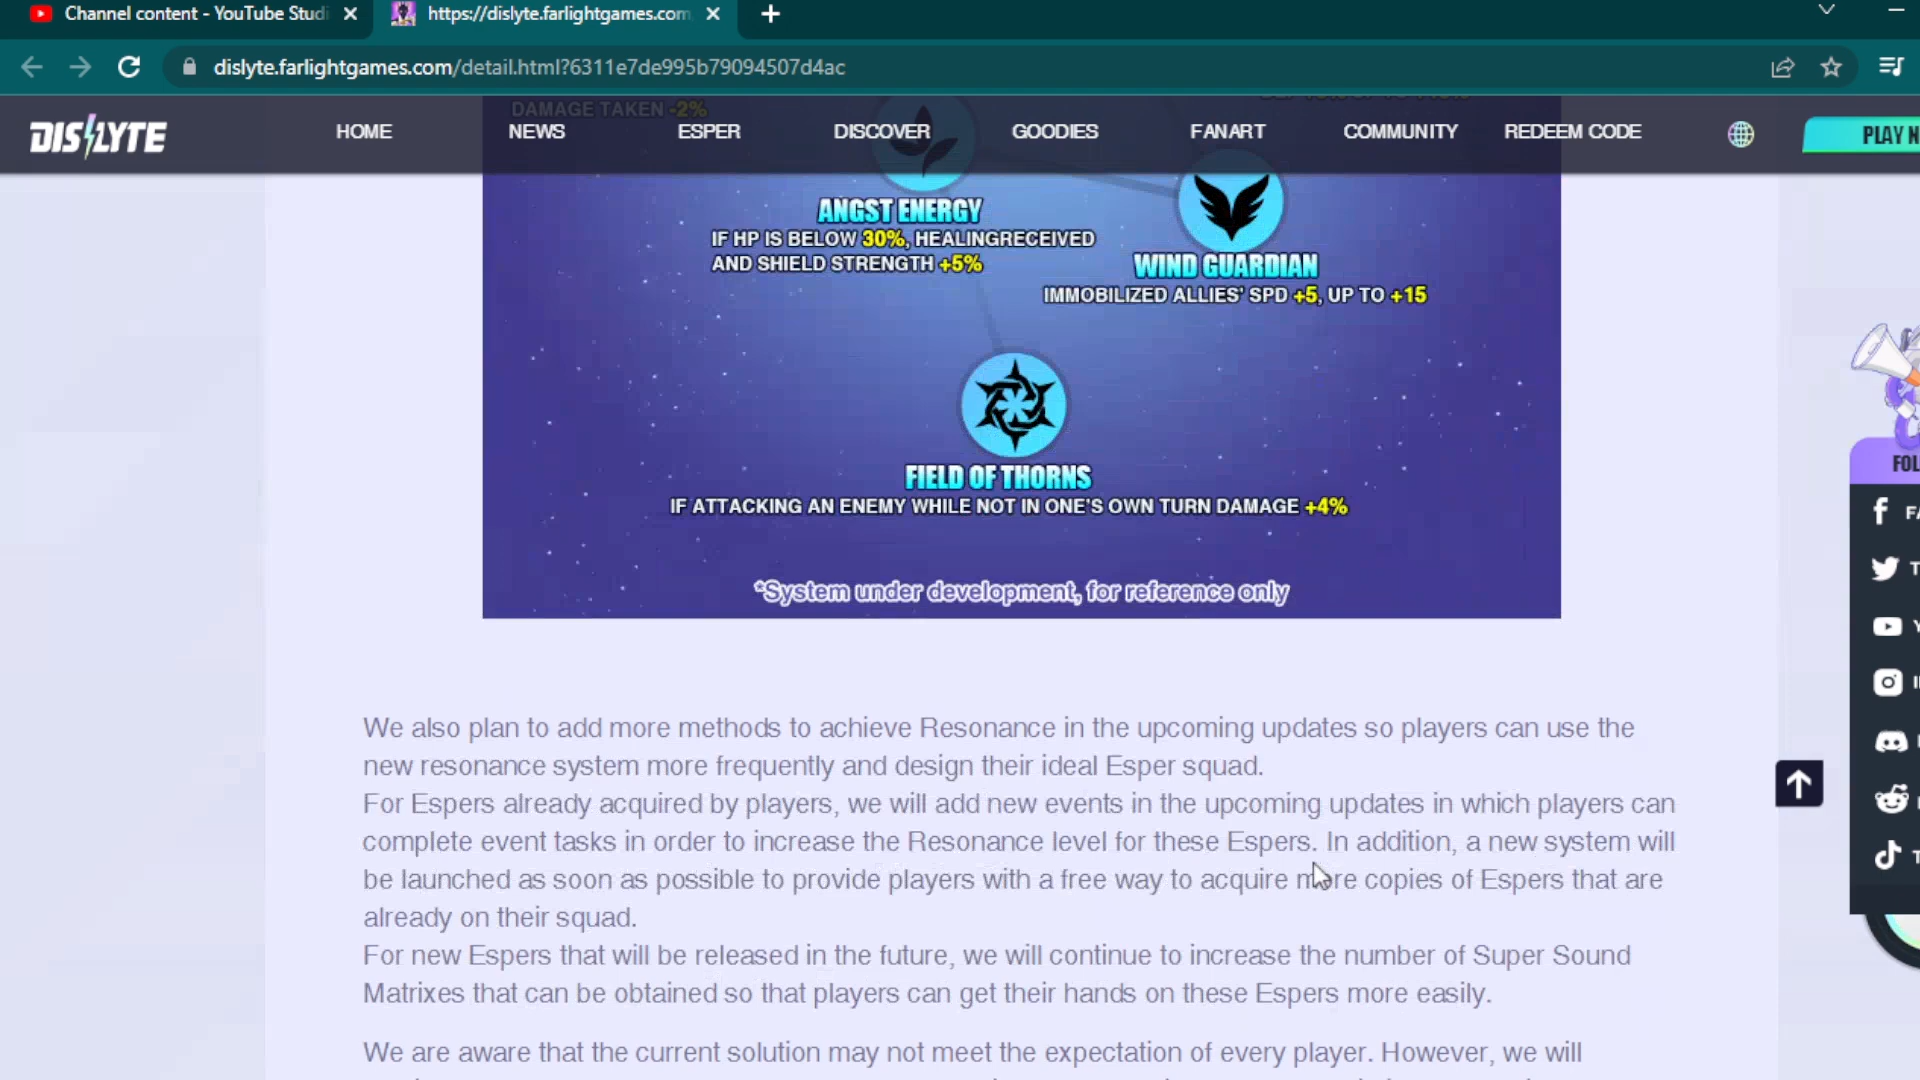 Channel content - YouTube Studi
https://dislyte.farlightgames.com
dislyte.farlightgames.com/detail.html?6311e7de995b79094507d4ac
DISLYTE
HOME
NEWS
ESPER
DISCOVER
GOODIES
FANART
COMMUNITY
REDEEM CODE
PLAY N
DAMAGE TAKEN -2%
ANGST ENERGY
IF HP IS BELOW 30%, HEALINGRECEIVED
AND SHIELD STRENGTH +5%
WIND GUARDIAN
IMMOBILIZED ALLIES' SPD +5, UP TO +15
FIELD OF THORNS
IF ATTACKING AN ENEMY WHILE NOT IN ONE'S OWN TURN DAMAGE +4%
*System under development, for reference only
FOL
FA
We also plan to add more methods to achieve Resonance in the upcoming updates so players can use the
new resonance system more frequently and design their ideal Esper squad.
For Espers already acquired by players, we will add new events in the upcoming updates in which players can
complete event tasks in order to increase the Resonance level for these Espers. In addition, a new system will
be launched as soon as possible to provide players with a free way to acquire more copies of Espers that are
already on their squad.
For new Espers that will be released in the future, we will continue to increase the number of Super Sound
Matrixes that can be obtained so that players can get their hands on these Espers more easily.
We are aware that the current solution may not meet the expectation of every player. However, we will